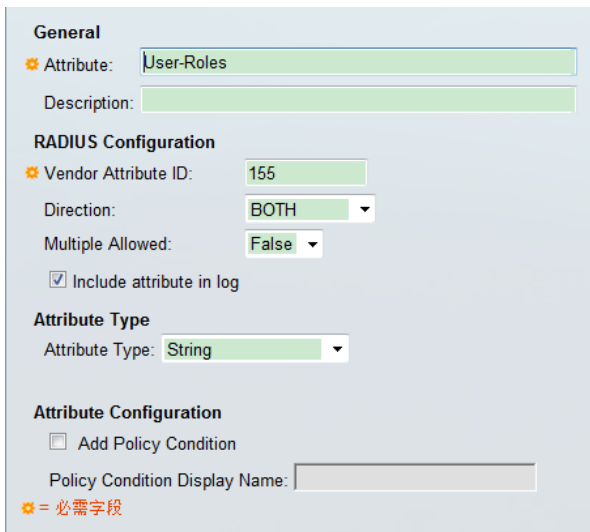 General
Attribute: User-Roles
Description:
RADIUS Configuration
Vendor Attribute ID: 155
Direction: BOTH
Multiple Allowed: False
Include attribute in log
Attribute Type
Attribute Type: String
Attribute Configuration
Add Policy Condition
Policy Condition Display Name:
= 必需字段